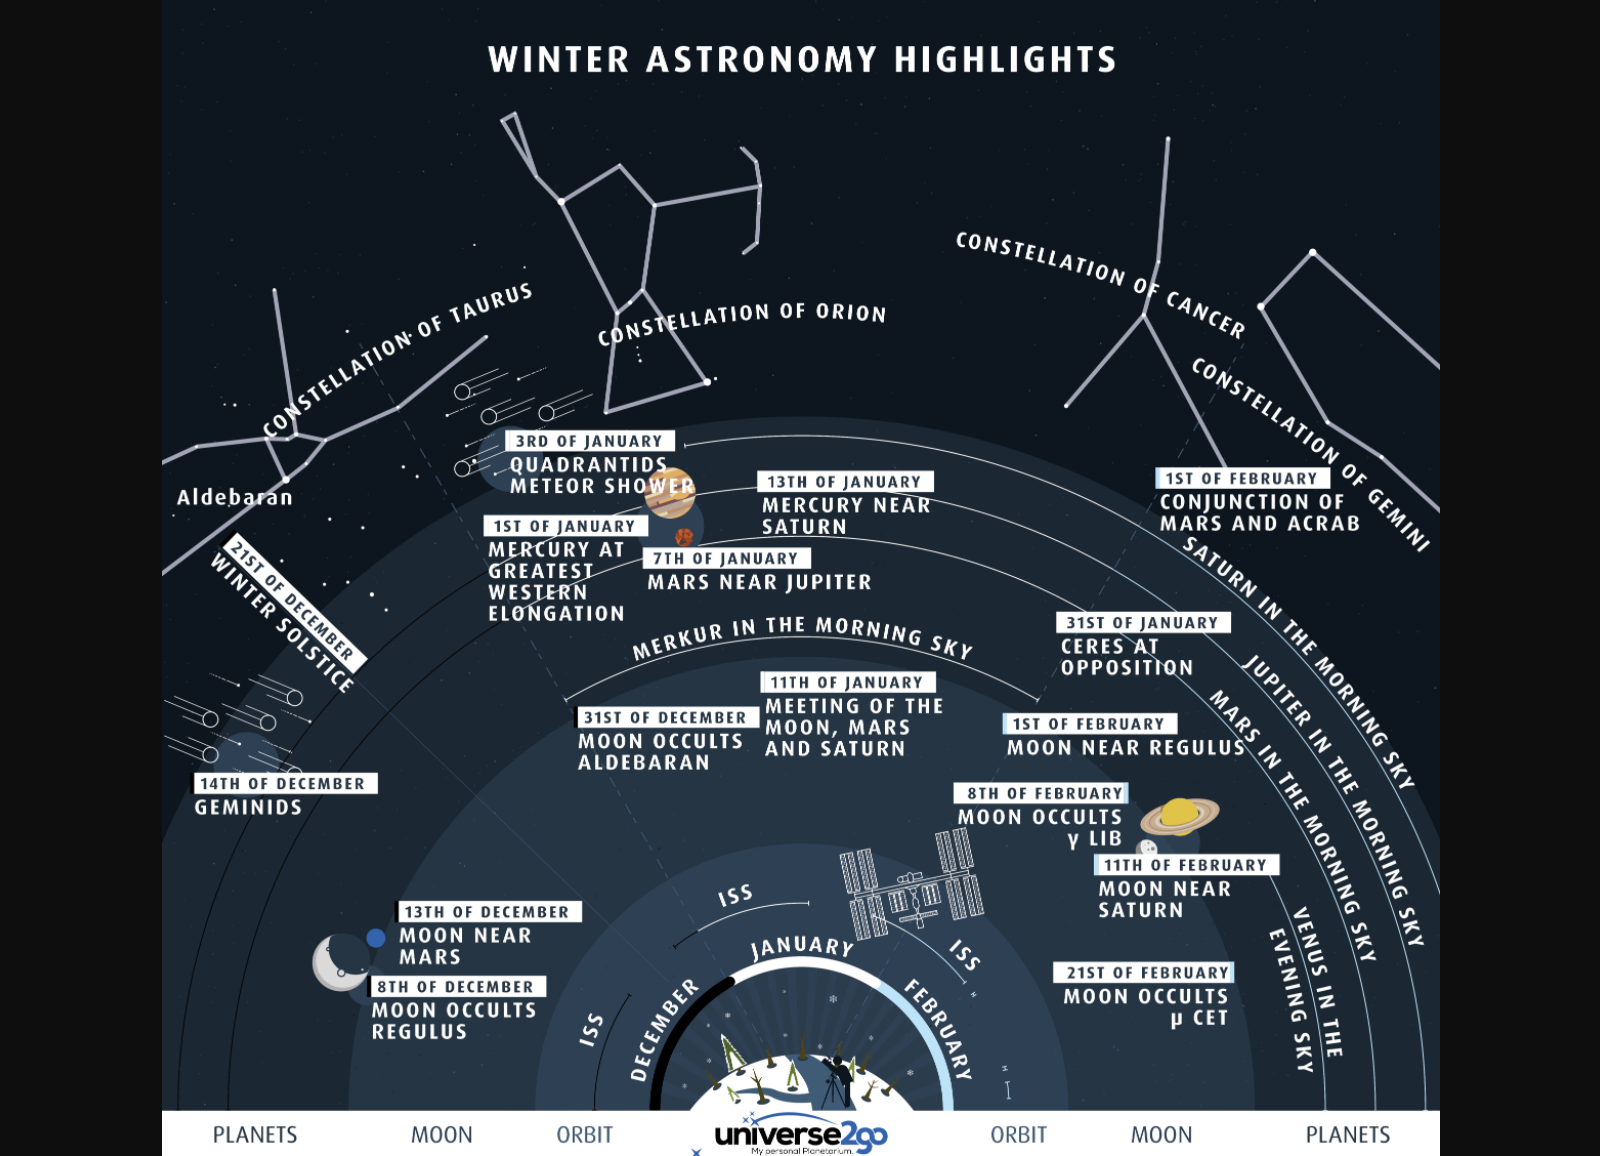 WINTER ASTRONOMY HIGHLIGHTS
CONSTELLATION OF TAURUS
CONSTELLATION OF ORION
CONSTELLATION OF CANCER
CONSTELLATION OF GEMINI
Aldebaran
3RD OF JANUARY
QUADRANTIDS
METEOR SHOWER
13TH OF JANUARY
MERCURY NEAR
SATURN
1ST OF FEBRUARY
CONJUNCTION OF
MARS AND ACRAB
1ST OF JANUARY
MERCURY AT
GREATEST
WESTERN
ELONGATION
7TH OF JANUARY
MARS NEAR JUPITER
21ST OF DECEMBER
WINTER SOLSTICE
MERKUR IN THE MORNING SKY
31ST OF JANUARY
CERES AT
OPPOSITION
SATURN IN THE MORNING SKY
JUPITER IN THE MORNING SKY
MARS IN THE MORNING SKY
VENUS IN THE
EVENING SKY
31ST OF DECEMBER
MOON OCCULTS
ALDEBARAN
11TH OF JANUARY
MEETING OF THE
MOON, MARS
AND SATURN
1ST OF FEBRUARY
MOON NEAR REGULUS
14TH OF DECEMBER
GEMINIDS
8TH OF FEBRUARY
MOON OCCULTS
γ LIB
11TH OF FEBRUARY
MOON NEAR
SATURN
13TH OF DECEMBER
MOON NEAR
MARS
8TH OF DECEMBER
MOON OCCULTS
REGULUS
21ST OF FEBRUARY
MOON OCCULTS
µ CET
ISS
ISS
ISS
DECEMBER
JANUARY
FEBRUARY
PLANETS
MOON
ORBIT
universe2go
My personal Planetarium.
ORBIT
MOON
PLANETS